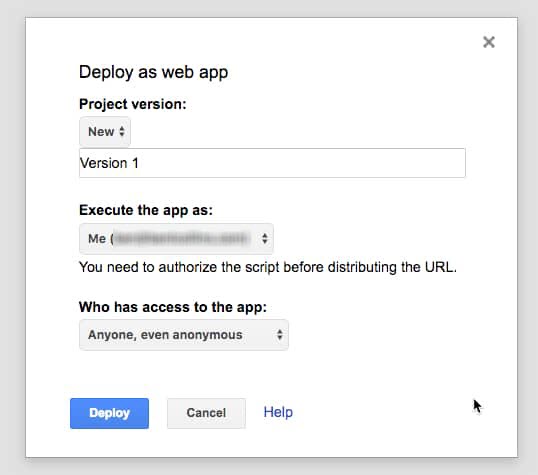 Deploy as web app
Project version:
New
Version 1
Execute the app as:
Me (
You need to authorize the script before distributing the URL.
Who has access to the app:
Anyone, even anonymous
Deploy Cancel Help